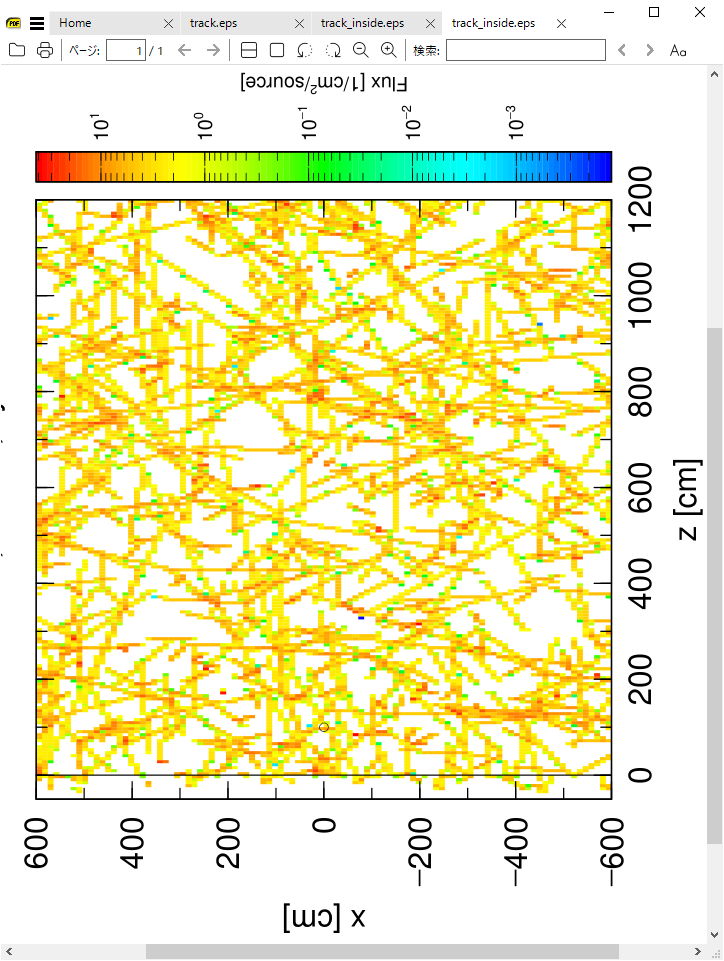 PDF
Home
track.eps
track_inside.eps
track_inside.eps
ページ: 1 / 1
検索:
Aa
Flux [1/cm²/source]
10¹ 10⁰ 10⁻¹ 10⁻² 10⁻³
1200
1000
800
600
400
200
0
z [cm]
600 400 200 0 −200 −400 −600
x [cm]